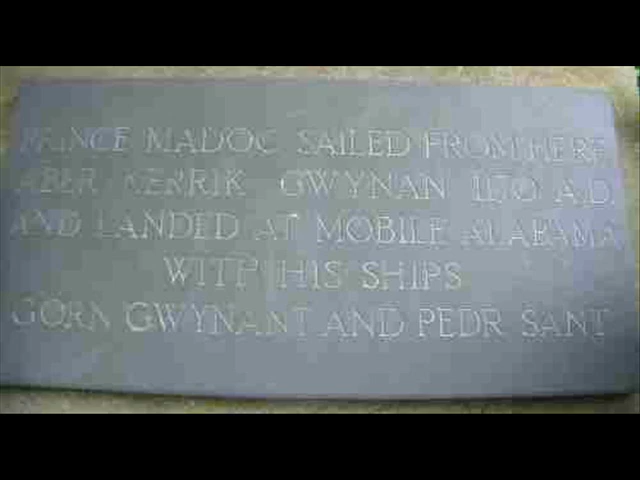 PRINCE MADOC SAILED FROM HERE
ABER KERRIK GWYNAN A.D.
AND LANDED AT MOBILE ALABAMA
WITH HIS SHIPS
GORN GWYNANT AND PEDR SANT